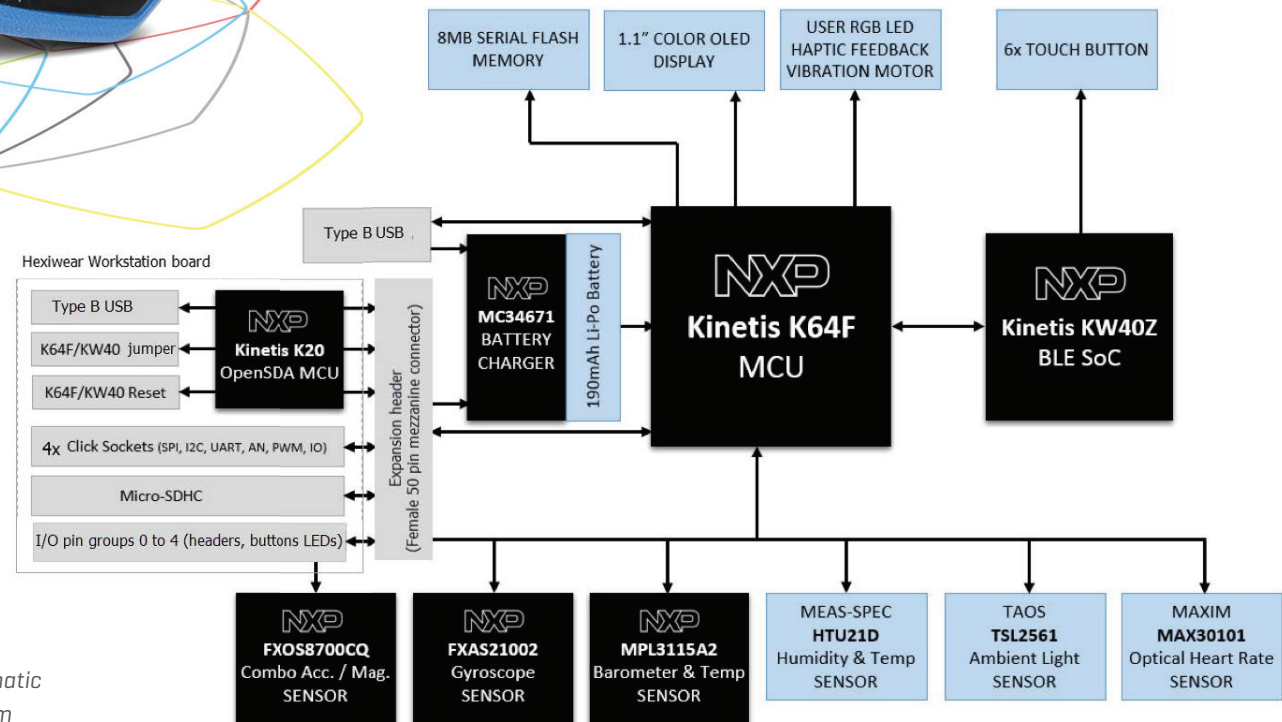 8MB SERIAL FLASH
MEMORY
1.1” COLOR OLED
DISPLAY
USER RGB LED
HAPTIC FEEDBACK
VIBRATION MOTOR
6x TOUCH BUTTON
Type B USB
Hexiwear Workstation board
Type B USB
K64F/KW40 jumper
K64F/KW40 Reset
NXP
Kinetis K20
OpenSDA MCU
4x Click Sockets (SPI, I2C, UART, AN, PWM, IO)
Micro-SDHC
I/O pin groups 0 to 4 (headers, buttons LEDs)
Expansion header
(Female 50 pin mezzanine connector)
NXP
MC34671
BATTERY
CHARGER
190mAh Li-Po Battery
NXP
Kinetis K64F
MCU
NXP
Kinetis KW40Z
BLE SoC
NXP
FXOS8700CQ
Combo Acc. / Mag.
SENSOR
NXP
FXAS21002
Gyroscope
SENSOR
NXP
MPL3115A2
Barometer & Temp
SENSOR
MEAS-SPEC
HTU21D
Humidity & Temp
SENSOR
TAOS
TSL2561
Ambient Light
SENSOR
MAXIM
MAX30101
Optical Heart Rate
SENSOR